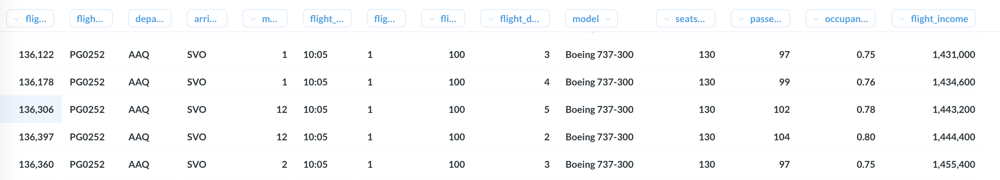 flig... fligh... depa... arri... m... flight_... flig... fli... flight_d... model seats... passe... occupan... flight_income
136,122 PG0252 AAQ SVO 1 10:05 1 100 3 Boeing 737-300 130 97 0.75 1,431,000
136,178 PG0252 AAQ SVO 1 10:05 1 100 4 Boeing 737-300 130 99 0.76 1,434,600
136,306 PG0252 AAQ SVO 12 10:05 1 100 5 Boeing 737-300 130 102 0.78 1,443,200
136,397 PG0252 AAQ SVO 12 10:05 1 100 2 Boeing 737-300 130 104 0.80 1,444,400
136,360 PG0252 AAQ SVO 2 10:05 1 100 3 Boeing 737-300 130 97 0.75 1,455,400